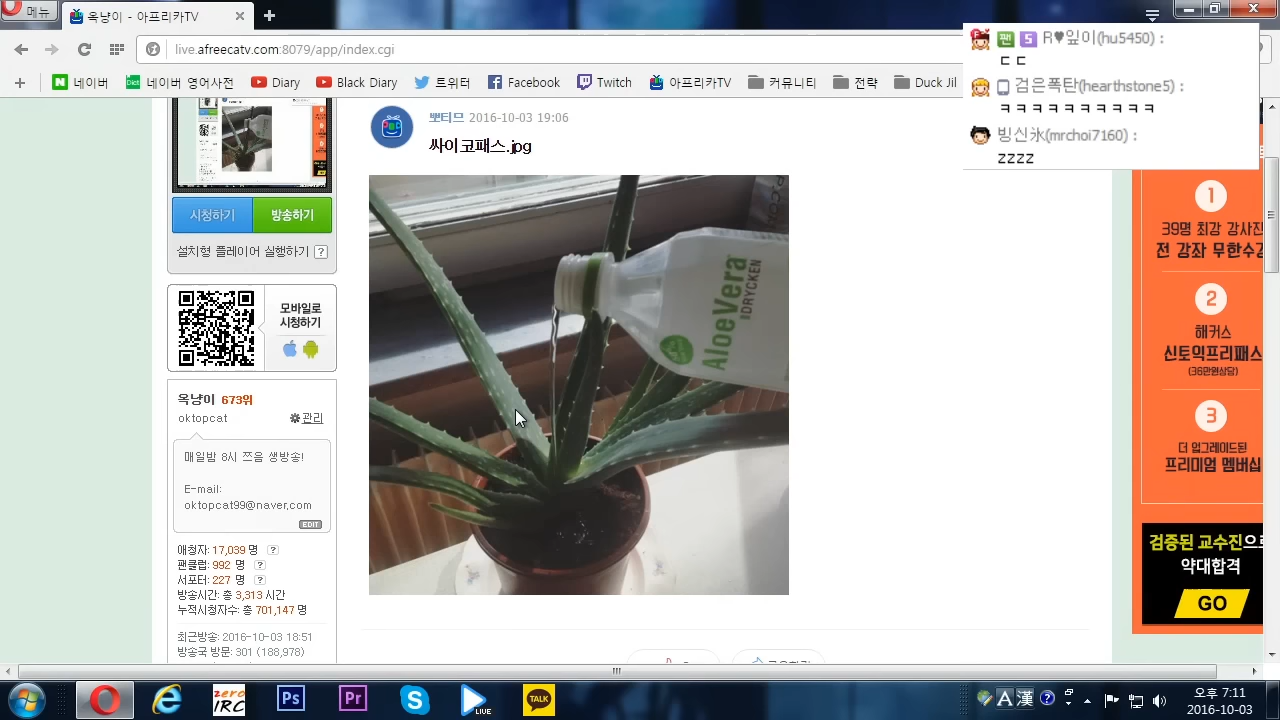 메뉴
옥냥이 - 아프리카TV
live.afreecatv.com:8079/app/index.cgi
네이버
네이버 영어사전
Diary
Black Diary
트위터
Facebook
Twitch
아프리카TV
커뮤니티
전략
Duck Jil
팬 S R♥잎이(hu5450) :
ㄷㄷ
검은폭탄(hearthstone5) :
ㅋㅋㅋㅋㅋㅋㅋㅋㅋㅋ
빙신氷(mrchoi7160) :
zzzz
뽀티므 2016-10-03 19:06
싸이코패스.jpg
AloeVera
DRYCKEN
시청하기
방송하기
설치형 플레이어 실행하기 ?
모바일로
시청하기
옥냥이 673위
oktopcat
관리
매일밤 8시 쯔음 생방송!
E-mail:
oktopcat99@naver.com
EDIT
애청자: 17,039 명 ?
팬클럽: 992 명 ?
서포터: 227 명 ?
방송시간: 총 3,313 시간
누적시청자수: 총 701,147 명
최근방송: 2016-10-03 18:51
방송국 방문: 301 (188,978)
1
39명 최강 강사진
전 강좌 무한수강
2
해커스
신토익프리패스
(36만원상당)
3
더 업그레이드된
프리미엄 멤버십
검증된 교수진으로
약대합격
GO
zero
IRC
Ps
Pr
LIVE
TALK
A 漢
오후 7:11
2016-10-03